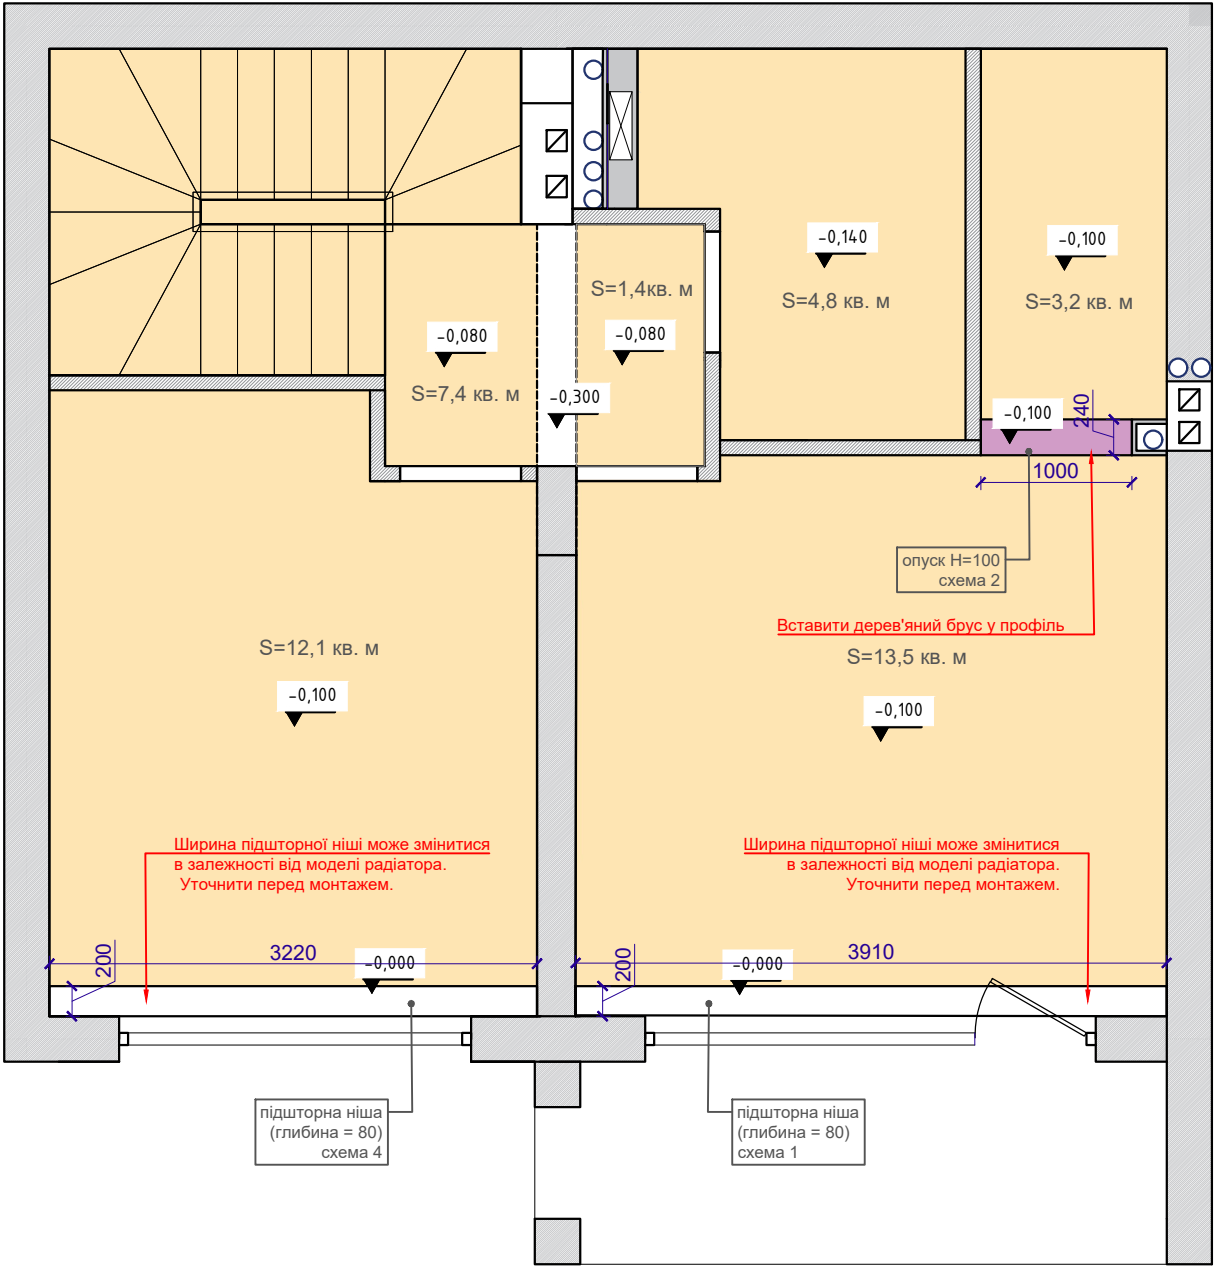 -0,140
-0,100
S=1,4кв. м
S=4,8 кв. м
S=3,2 кв. м
-0,080
-0,080
S=7,4 кв. м
-0,300
-0,100
240
1000
опуск H=100
схема 2
Вставити дерев'яний брус у профіль
S=12,1 кв. м
S=13,5 кв. м
-0,100
-0,100
Ширина підшторної ніші може змінитися
в залежності від моделі радіатора.
Уточнити перед монтажем.
Ширина підшторної ніші може змінитися
в залежності від моделі радіатора.
Уточнити перед монтажем.
200
3220
-0,000
200
-0,000
3910
підшторна ніша
(глибина = 80)
схема 4
підшторна ніша
(глибина = 80)
схема 1